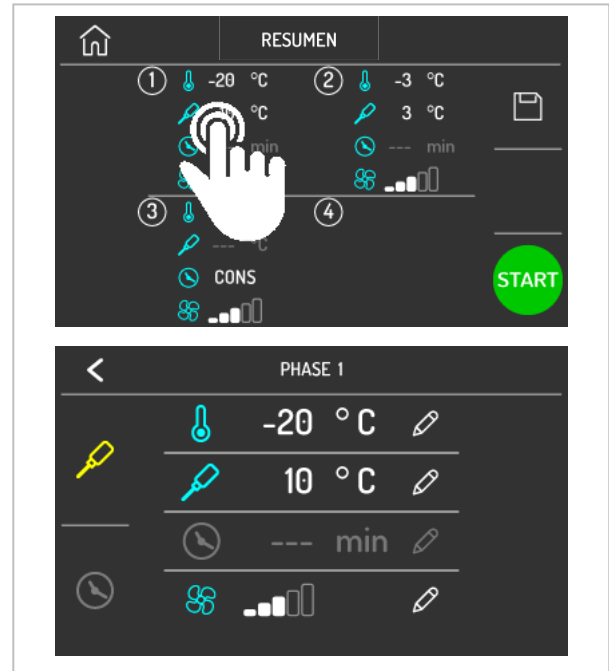 RESUMEN
1 -20 °C 2 -3 °C
°C 3 °C
min --- min
3 4
--- °C
CONS
START
PHASE 1
-20 °C
10 °C
--- min